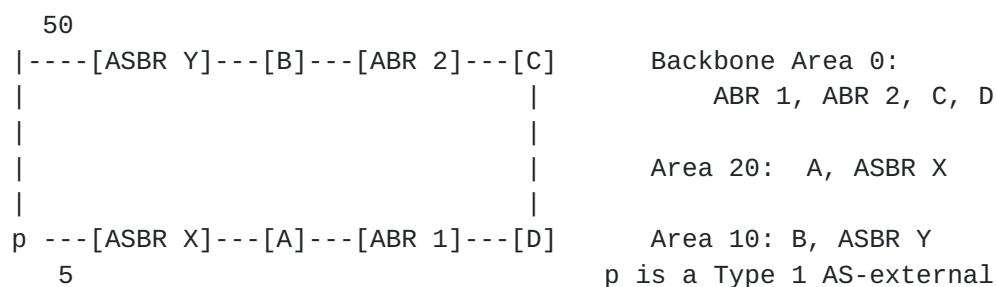 50
|----[ASBR Y]---[B]---[ABR 2]---[C]      Backbone Area 0:
|                                |          ABR 1, ABR 2, C, D
|                                |
|                                |       Area 20:  A, ASBR X
|                                |
p ---[ASBR X]---[A]---[ABR 1]---[D]      Area 10: B, ASBR Y
5                                   p is a Type 1 AS-external